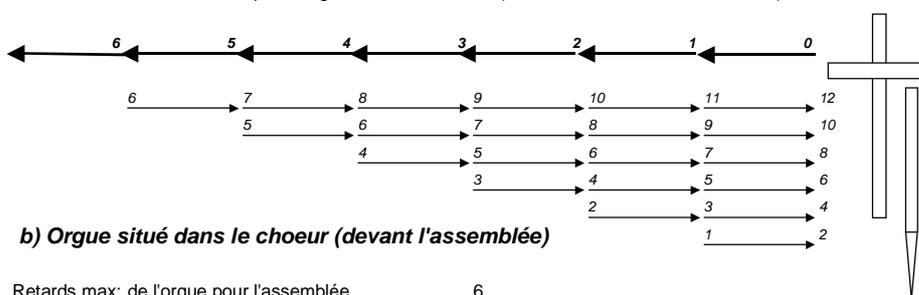 6 5 4 3 2 1 0
6 7 8 9 10 11 12
5 6 7 8 9 10
4 5 6 7 8
3 4 5 6
2 3 4
b) Orgue situé dans le choeur (devant l'assemblée)
1 2
Retards max: de l'orgue pour l'assemblée 6